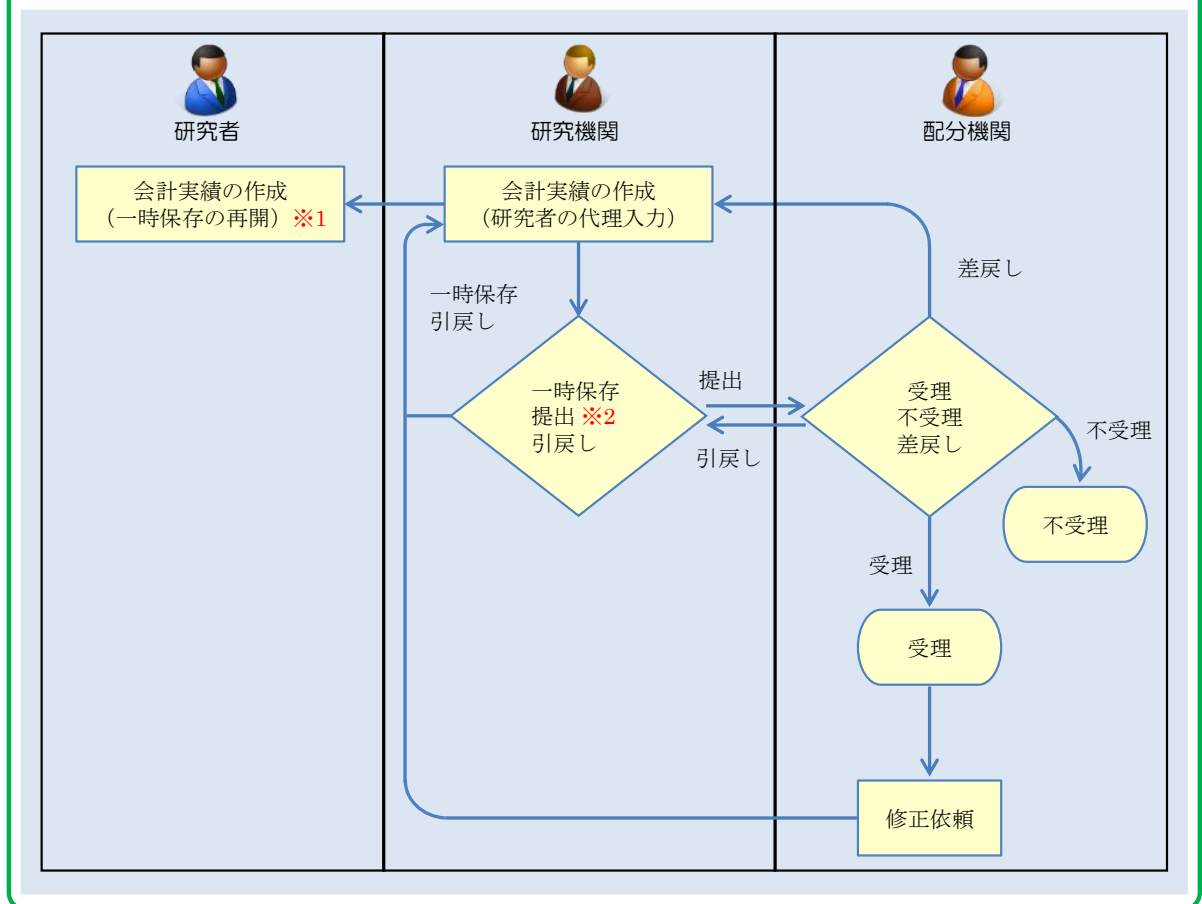 研究者
研究機関
配分機関
会計実績の作成
（一時保存の再開）※1
会計実績の作成
（研究者の代理入力）
差戻し
一時保存
引戻し
一時保存
提出 ※2
引戻し
提出
引戻し
受理
不受理
差戻し
不受理
不受理
受理
受理
修正依頼